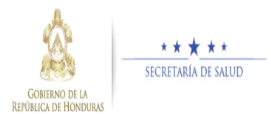 GOBIERNO DE LA
REPÚBLICA DE HONDURAS
SECRETARÍA DE SALUD